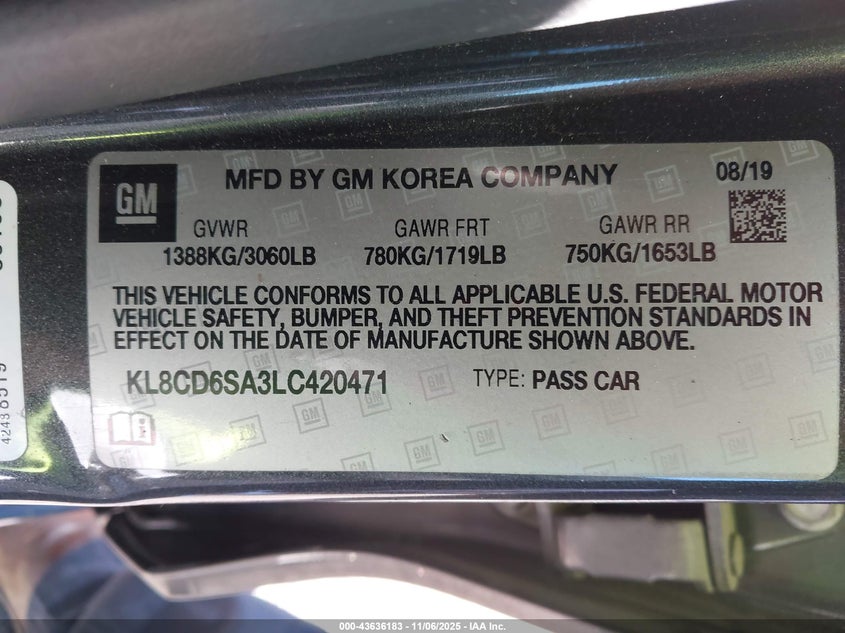 GM
MFD BY GM KOREA COMPANY
08/19
GVWR
GAWR FRT
GAWR RR
1388KG/3060LB
780KG/1719LB
750KG/1653LB
THIS VEHICLE CONFORMS TO ALL APPLICABLE U.S. FEDERAL MOTOR
VEHICLE SAFETY, BUMPER, AND THEFT PREVENTION STANDARDS IN
EFFECT ON THE DATE OF MANUFACTURE SHOWN ABOVE.
KL8CD6SA3LC420471
TYPE: PASS CAR
000-43636183 - 11/06/2025 - IAA Inc.